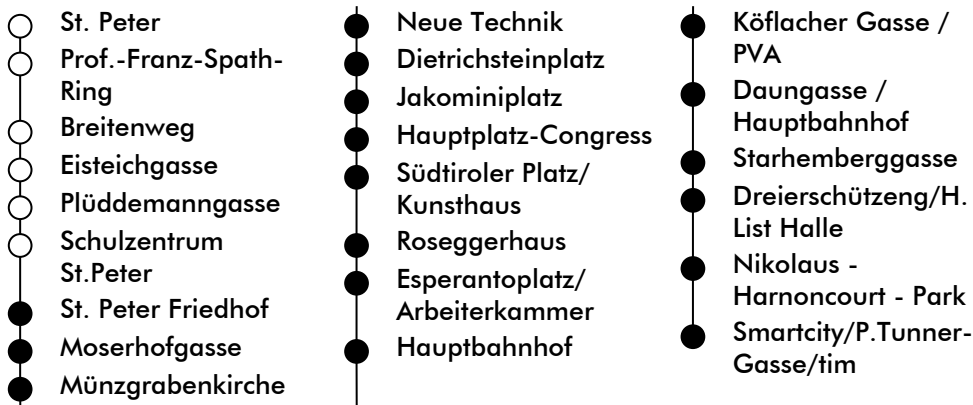 St. Peter
Prof.-Franz-Spath-
Ring
Breitenweg
Eisteichgasse
Plüddemanngasse
Schulzentrum
St.Peter
St. Peter Friedhof
Moserhofgasse
Münzgrabenkirche
Neue Technik
Dietrichsteinplatz
Jakominiplatz
Hauptplatz-Congress
Südtiroler Platz/
Kunsthaus
Roseggerhaus
Esperantoplatz/
Arbeiterkammer
Hauptbahnhof
Köflacher Gasse /
PVA
Daungasse /
Hauptbahnhof
Starhemberggasse
Dreierschützeng/H.
List Halle
Nikolaus -
Harnoncourt - Park
Smartcity/P.Tunner-
Gasse/tim